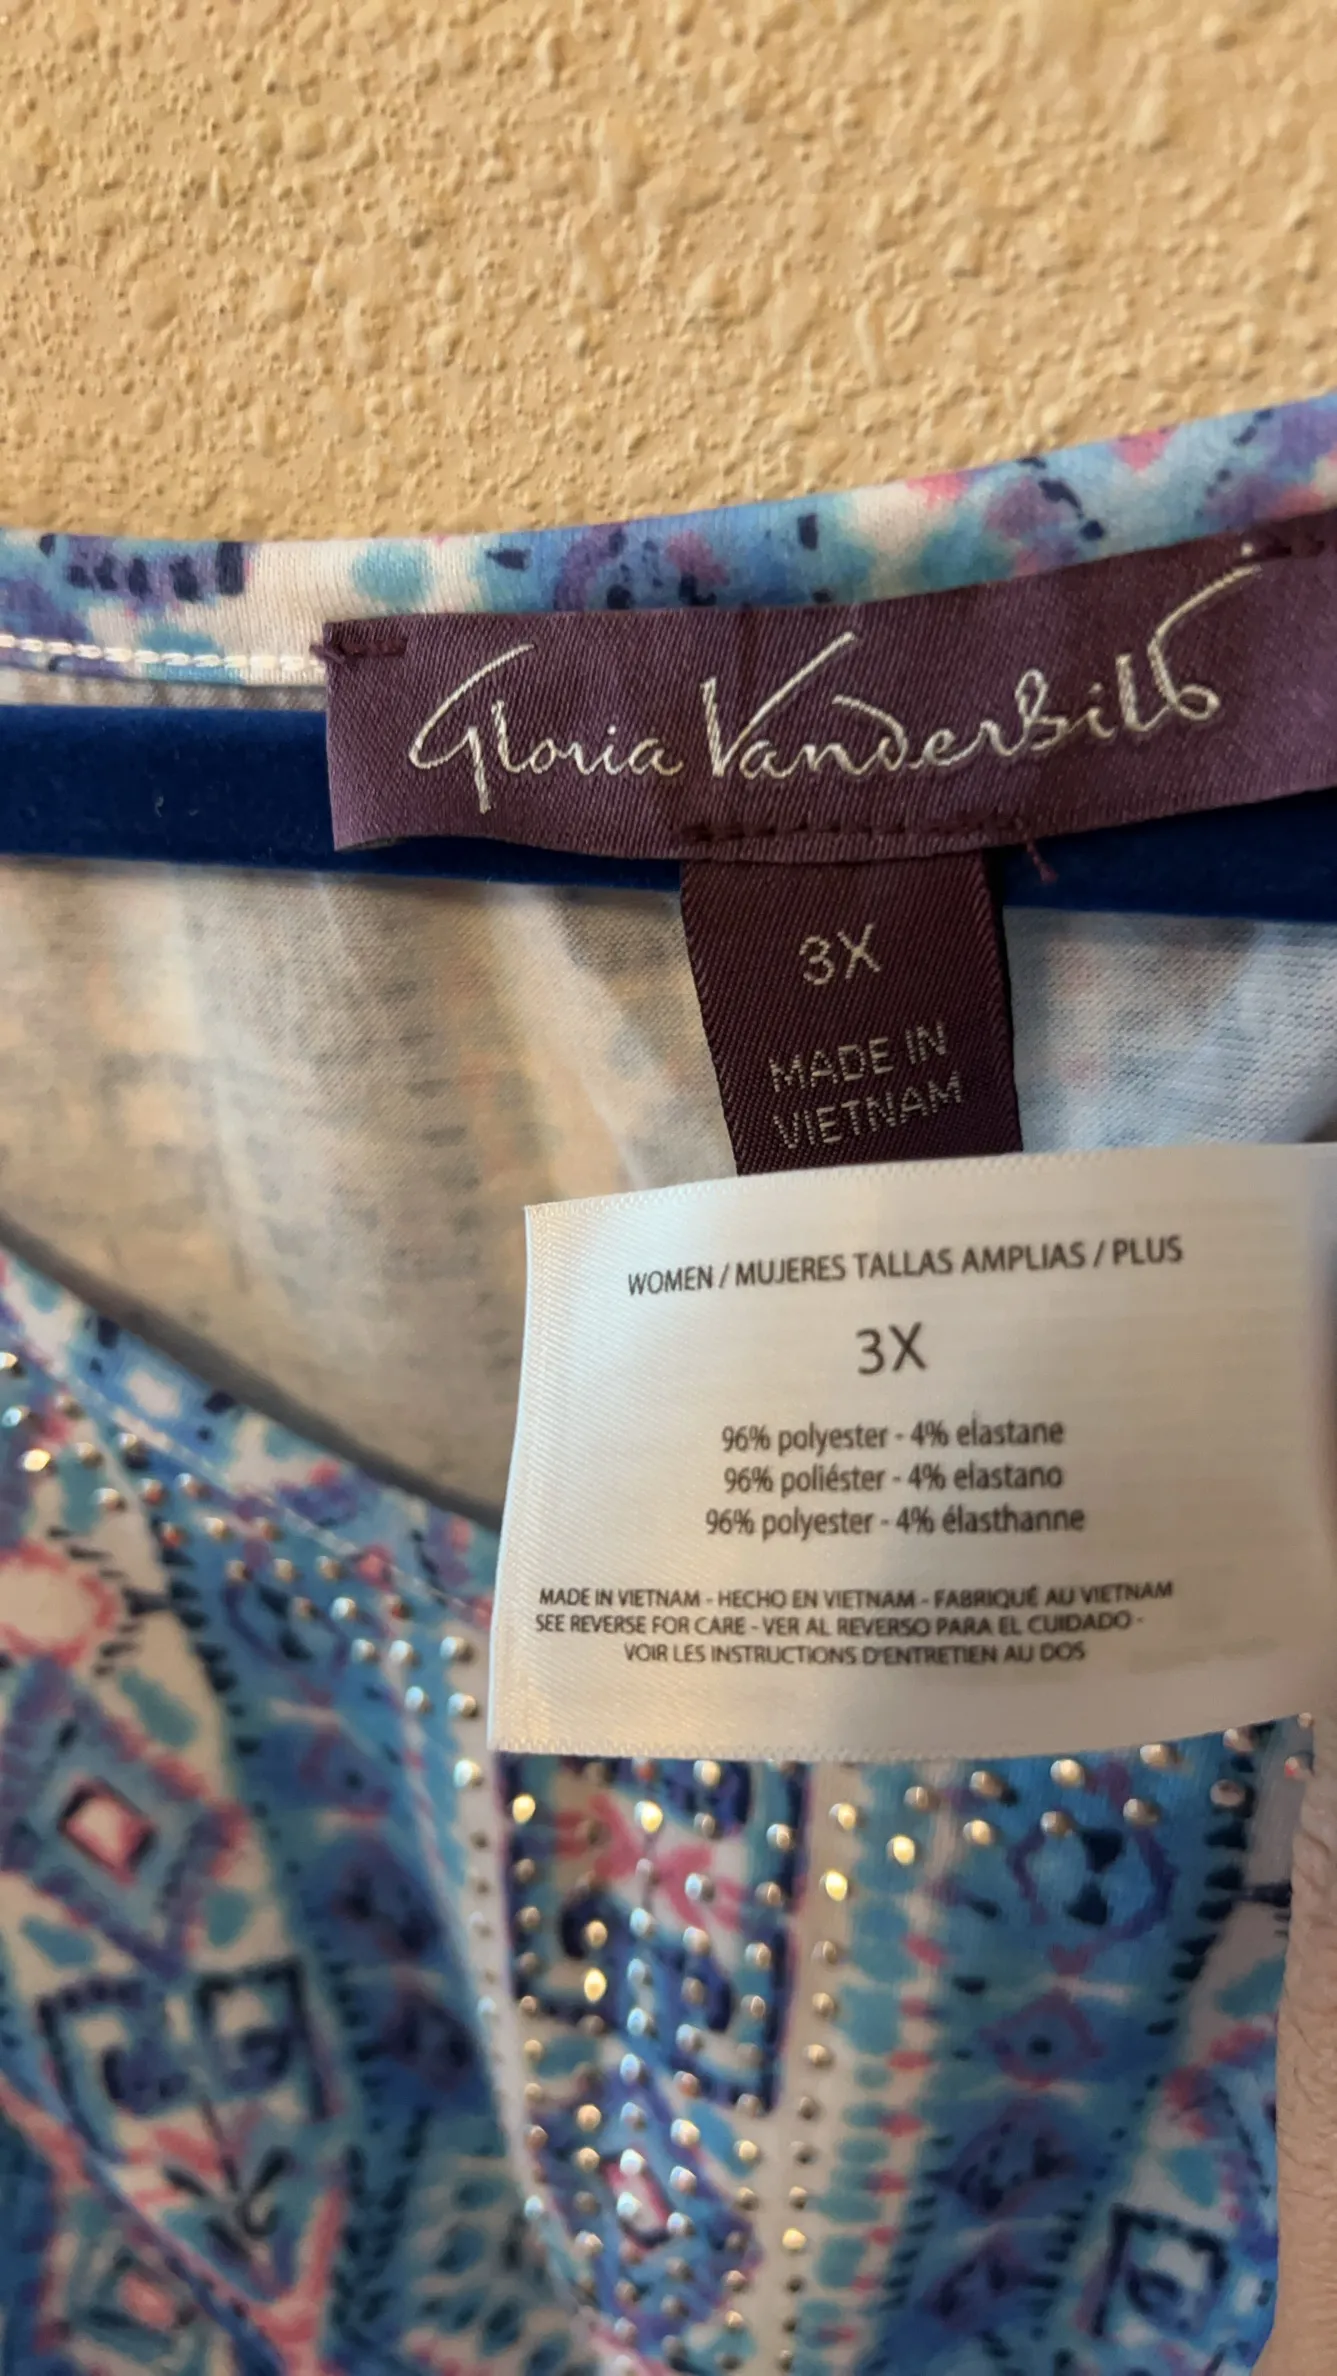 Gloria Vanderbilt
3X
MADE IN
VIETNAM
WOMEN / MUJERES TALLAS AMPLIAS / PLUS
3X
96% polyester - 4% elastane
96% poliéster - 4% elastano
96% polyester - 4% élasthanne
MADE IN VIETNAM - HECHO EN VIETNAM - FABRIQUÉ AU VIETNAM
SEE REVERSE FOR CARE - VER AL REVERSO PARA EL CUIDADO -
VOIR LES INSTRUCTIONS D'ENTRETIEN AU DOS